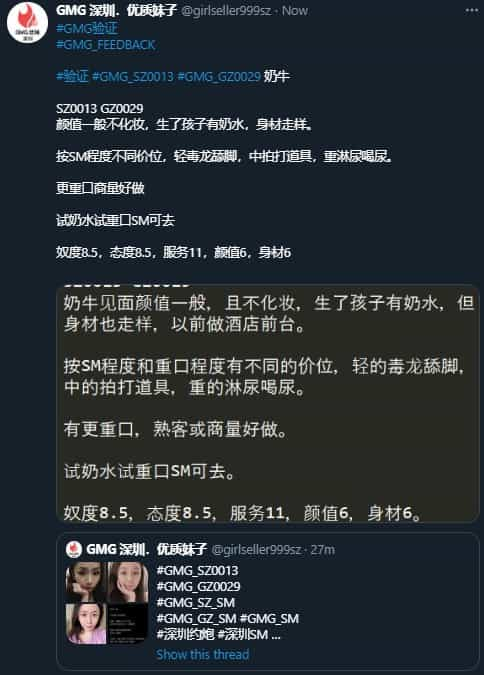 GMG 深圳．优质妹子 @girlseller999sz · Now
#GMG验证
#GMG_FEEDBACK
#验证 #GMG_SZ0013 #GMG_GZ0029 奶牛
SZ0013 GZ0029
颜值一般不化妆，生了孩子有奶水，身材走样。
按SM程度不同价位，轻毒龙舔脚，中拍打道具，重淋尿喝尿。
更重口商量好做
试奶水试重口SM可去
奴度8.5，态度8.5，服务11，颜值6，身材6
奶牛见面颜值一般，且不化妆，生了孩子有奶水，但
身材也走样，以前做酒店前台。
按SM程度和重口程度有不同的价位，轻的毒龙舔脚，
中的拍打道具，重的淋尿喝尿。
有更重口，熟客或商量好做。
试奶水试重口SM可去。
奴度8.5，态度8.5，服务11，颜值6，身材6。
GMG 深圳．优质妹子 @girlseller999sz · 27m
#GMG_SZ0013
#GMG_GZ0029
#GMG_SZ_SM
#GMG_GZ_SM #GMG_SM
#深圳约炮 #深圳SM ...
Show this thread